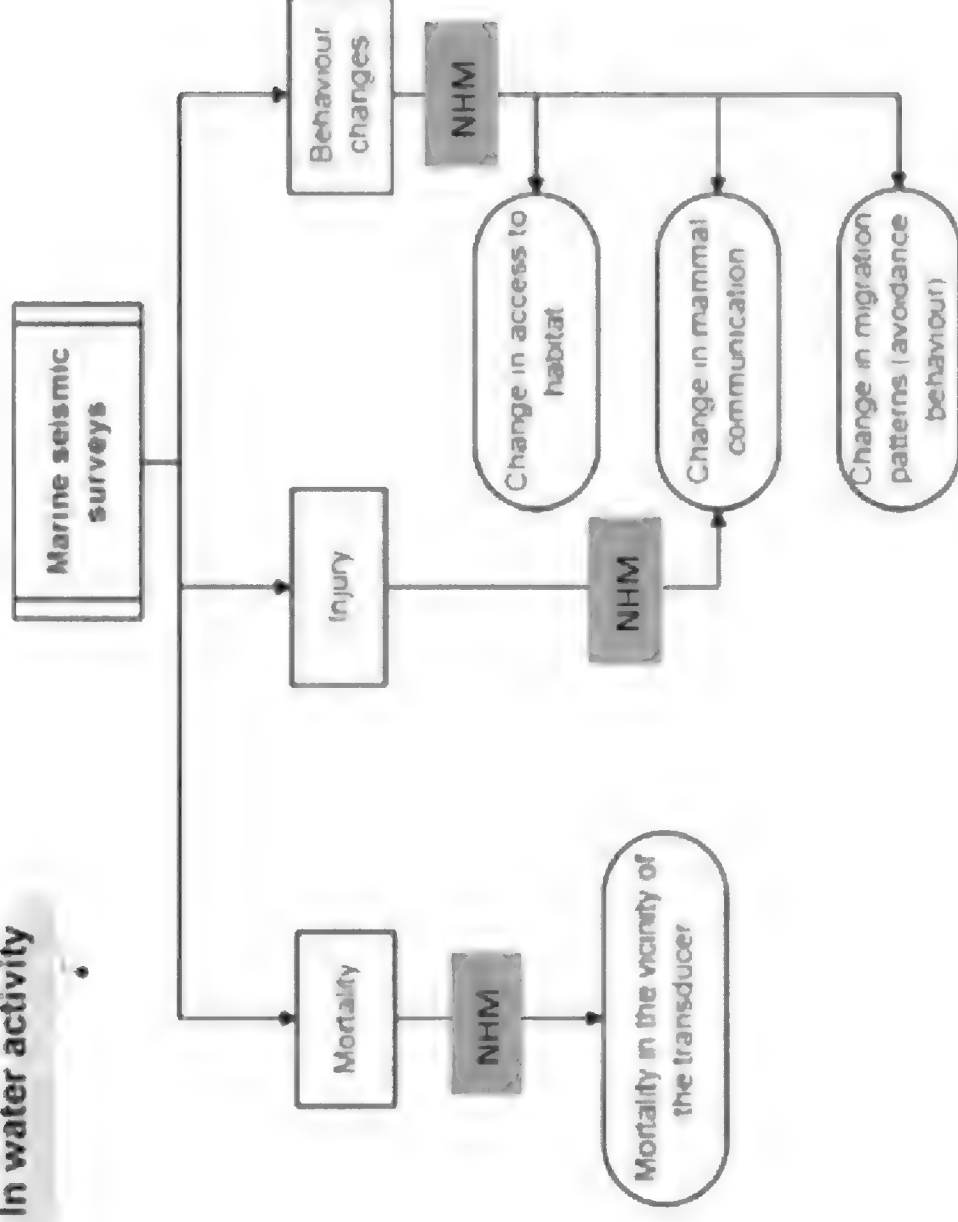 In water activity
Marine seismic
surveys
Mortality
Injury
Behaviour
changes
NHM
NHM
NHM
Mortality in the vicinity of
the transducer
Change in access to
habitat
Change in mammal
communication
Change in migration
patterns (avoidance
behaviour)